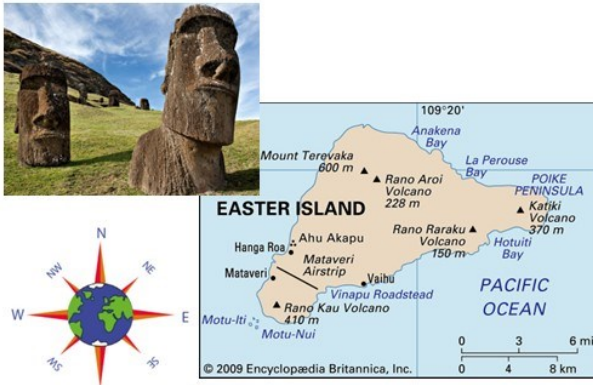 109°20'
Anakena
Bay
Mount Terevaka
600 m
La Perouse
Bay
Rano Aroi
Volcano
228 m
POIKE
PENINSULA
EASTER ISLAND
Katiki
Volcano
370 m
Rano Raraku
Volcano
150 m
Hotuiti
Bay
Ahu Akapu
Hanga Roa
Mataveri
Airstrip
Mataveri
Vaihu
Vinapu Roadstead
Rano Kau Volcano
410 m
Motu-Iti
Motu-Nui
PACIFIC
OCEAN
0 3 6 mi
0 4 8 km
© 2009 Encyclopædia Britannica, Inc.
N
NW NE
W E
SW SE
S